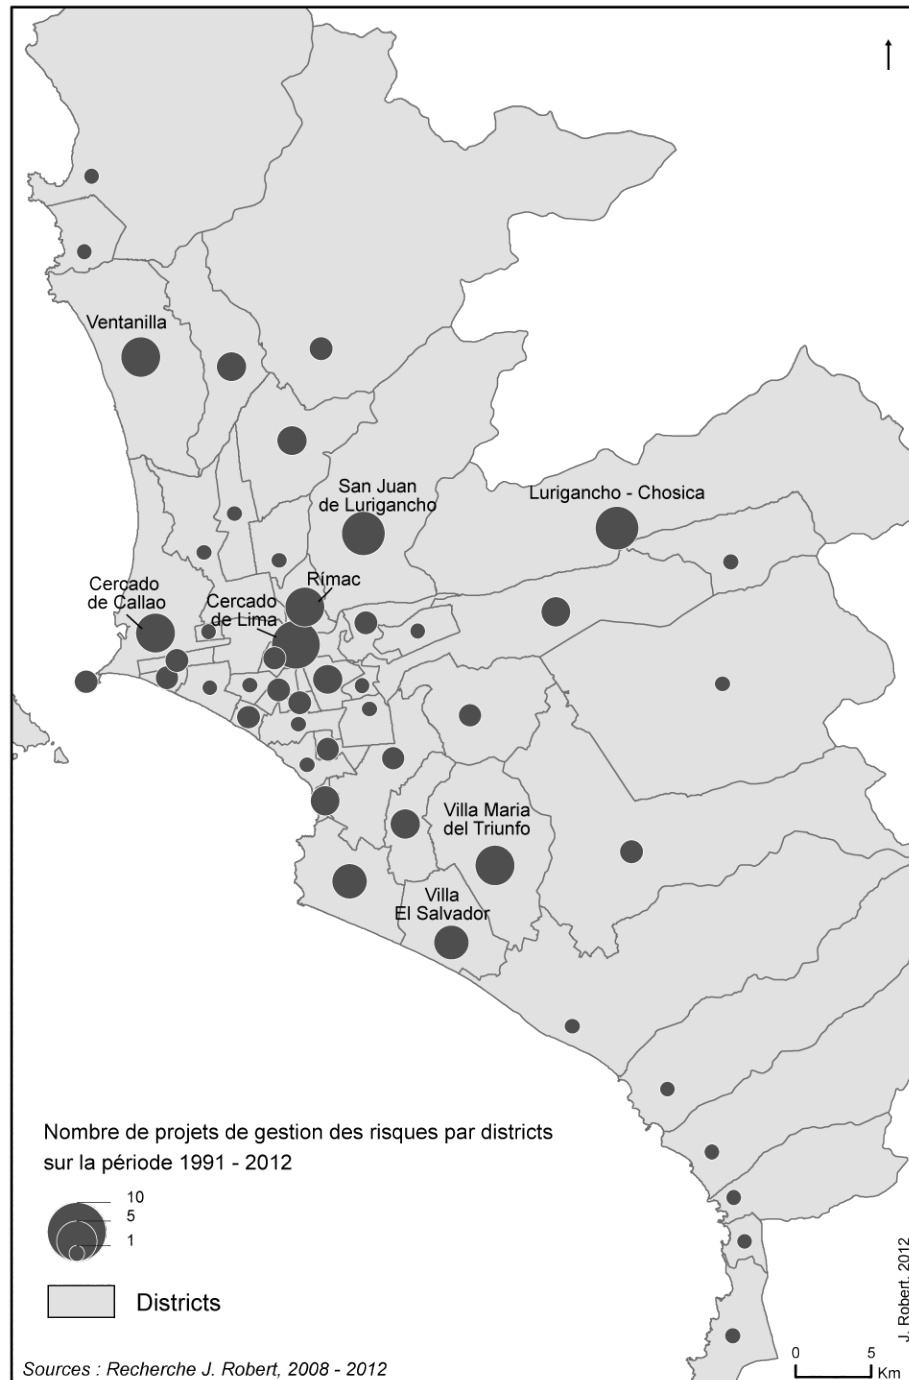 Ventanilla
San Juan
de Lurigancho
Lurigancho - Chosica
Rímac
Cercado
de Callao
Cercado
de Lima
Villa Maria
del Triunfo
Villa
El Salvador
Nombre de projets de gestion des risques par districts
sur la période 1991 - 2012
10
5
1
Districts
Sources : Recherche J. Robert, 2008 - 2012
0 5
Km
J. Robert, 2012